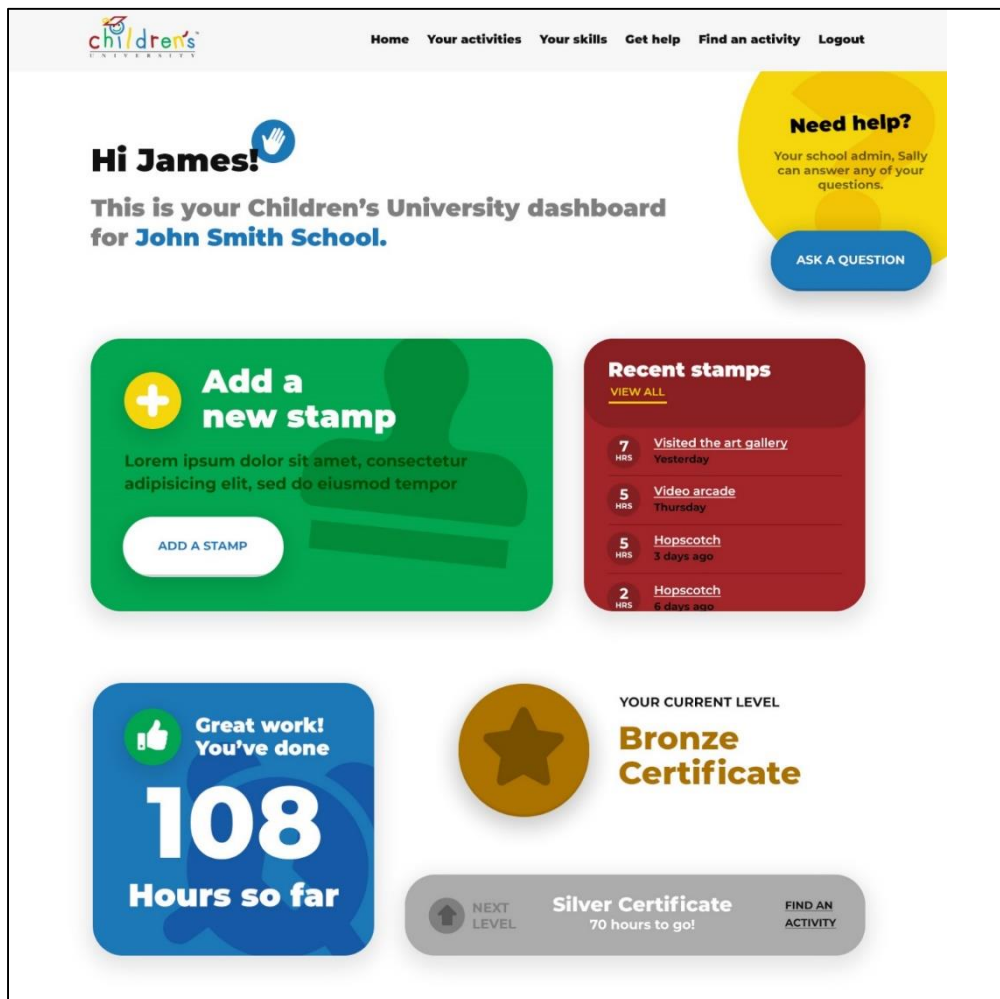 children's
UNIVERSITY
Home Your activities Your skills Get help Find an activity Logout
Hi James!
This is your Children's University dashboard
for John Smith School.
Need help?
Your school admin, Sally
can answer any of your
questions.
ASK A QUESTION
Add a
new stamp
Lorem ipsum dolor sit amet, consectetur
adipisicing elit, sed do eiusmod tempor
ADD A STAMP
Recent stamps
VIEW ALL
7
HRS
Visited the art gallery
Yesterday
5
HRS
Video arcade
Thursday
5
HRS
Hopscotch
3 days ago
2
HRS
Hopscotch
6 days ago
Great work!
You've done
108
Hours so far
YOUR CURRENT LEVEL
Bronze
Certificate
NEXT
LEVEL
Silver Certificate
70 hours to go!
FIND AN
ACTIVITY